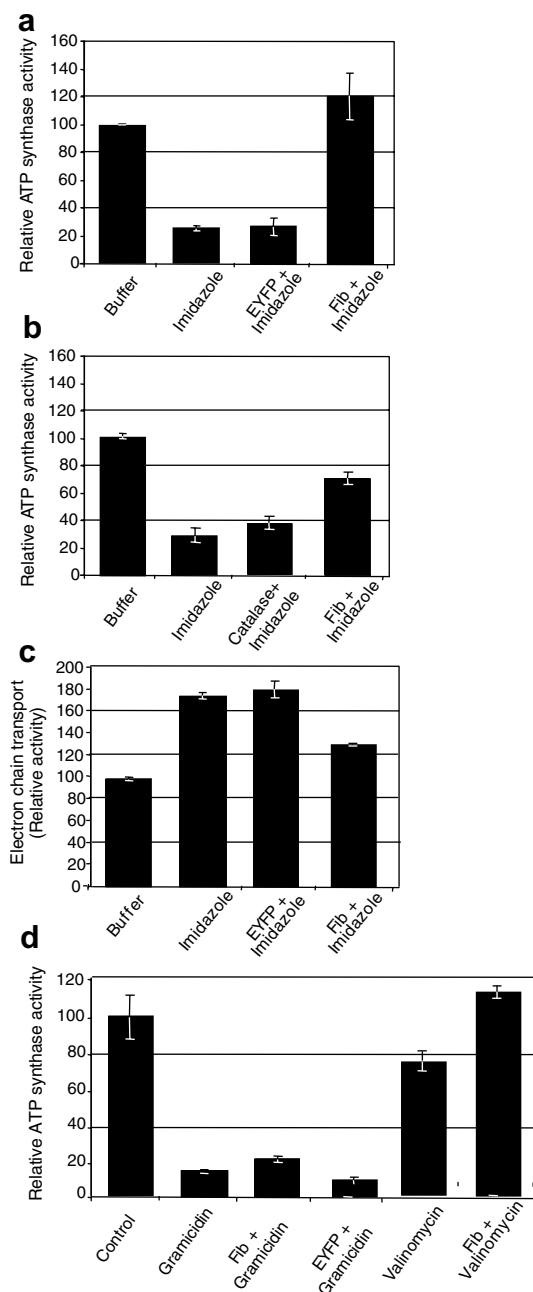 a
Relative ATP synthase activity
160
140
120
100
80
60
40
20
0
Buffer
Imidazole
EYFP +
Imidazole
Fib +
Imidazole
b
Relative ATP synthase activity
160
140
120
100
80
60
40
20
0
Buffer
Imidazole
Catalase+
Imidazole
Fib +
Imidazole
c
Electron chain transport
(Relative activity)
200
180
160
140
120
100
80
60
40
20
0
Buffer
Imidazole
EYFP +
Imidazole
Fib +
Imidazole
d
Relative ATP synthase activity
120
100
80
60
40
20
0
Control
Gramicidin
Fib +
Gramicidin
EYFP +
Gramicidin
Valinomycin
Fib +
Valinomycin